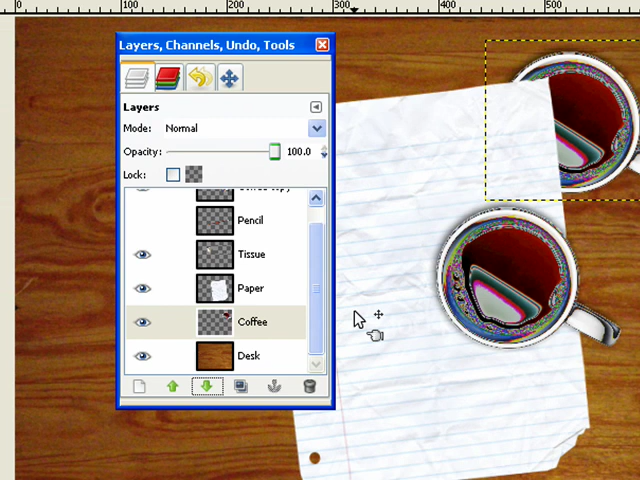 0 100 200 300 400 500
Layers, Channels, Undo, Tools
Layers
Mode: Normal
Opacity: 100.0
Lock:
Pencil
Tissue
Paper
Coffee
Desk